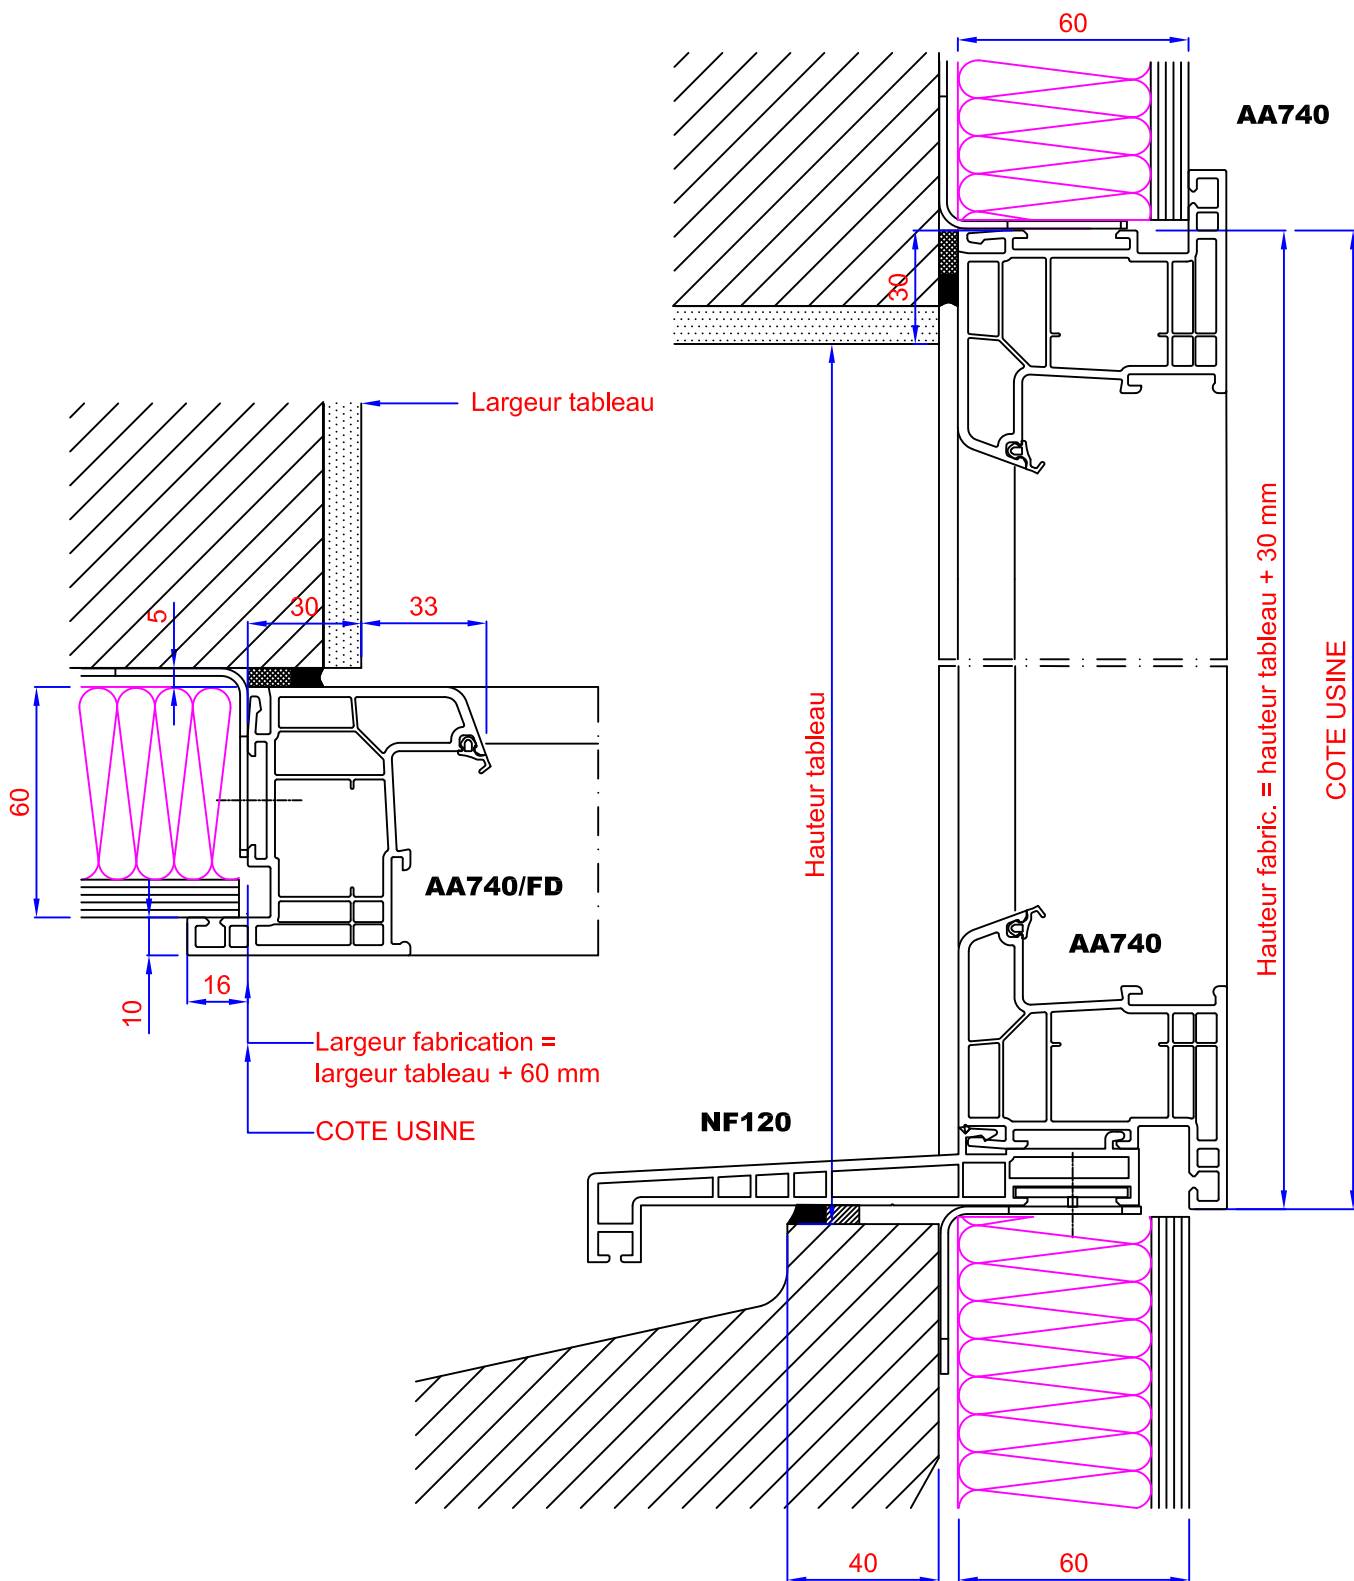 60
AA740
30
Largeur tableau
5
30
33
Hauteur fabric. = hauteur tableau + 30 mm
COTE USINE
Hauteur tableau
60
AA740/FD
AA740
16
10
Largeur fabrication =
largeur tableau + 60 mm
COTE USINE
NF120
40
60